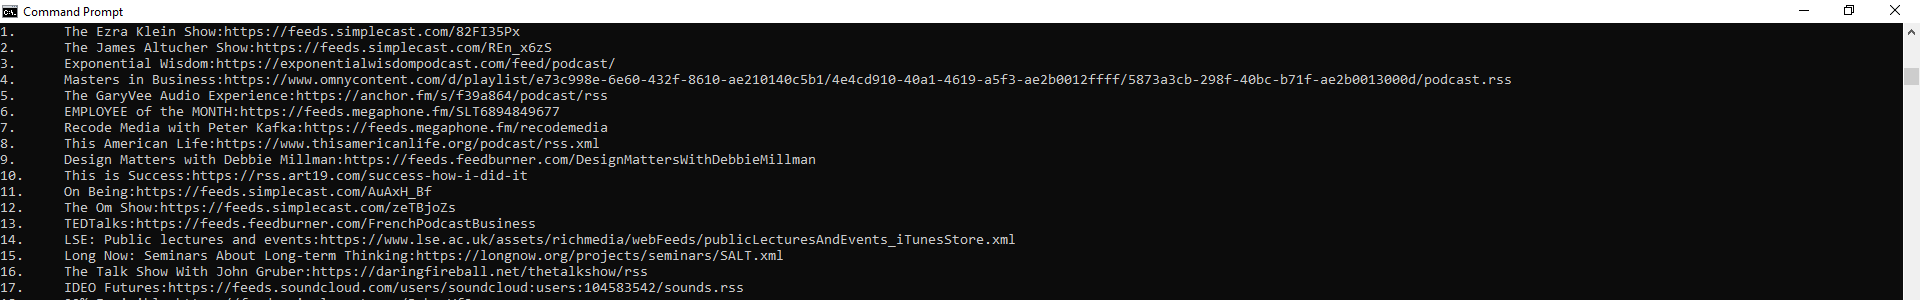 Command Prompt
1. The Ezra Klein Show:https://feeds.simplecast.com/82FI35Px
2. The James Altucher Show:https://feeds.simplecast.com/REn_x6zS
3. Exponential Wisdom:https://exponentialwisdompodcast.com/feed/podcast/
4. Masters in Business:https://www.omnycontent.com/d/playlist/e73c998e-6e60-432f-8610-ae210140c5b1/4e4cd910-40a1-4619-a5f3-ae2b0012ffff/5873a3cb-298f-40bc-b71f-ae2b0013000d/podcast.rss
5. The GaryVee Audio Experience:https://anchor.fm/s/f39a864/podcast/rss
6. EMPLOYEE of the MONTH:https://feeds.megaphone.fm/SLT6894849677
7. Recode Media with Peter Kafka:https://feeds.megaphone.fm/recodemedia
8. This American Life:https://www.thisamericanlife.org/podcast/rss.xml
9. Design Matters with Debbie Millman:https://feeds.feedburner.com/DesignMattersWithDebbieMillman
10. This is Success:https://rss.art19.com/success-how-i-did-it
11. On Being:https://feeds.simplecast.com/AuAxH_Bf
12. The Om Show:https://feeds.simplecast.com/zeTBjoZs
13. TEDTalks:https://feeds.feedburner.com/FrenchPodcastBusiness
14. LSE: Public lectures and events:https://www.lse.ac.uk/assets/richmedia/webFeeds/publicLecturesAndEvents_iTunesStore.xml
15. Long Now: Seminars About Long-term Thinking:https://longnow.org/projects/seminars/SALT.xml
16. The Talk Show With John Gruber:https://daringfireball.net/thetalkshow/rss
17. IDEO Futures:https://feeds.soundcloud.com/users/soundcloud:users:104583542/sounds.rss